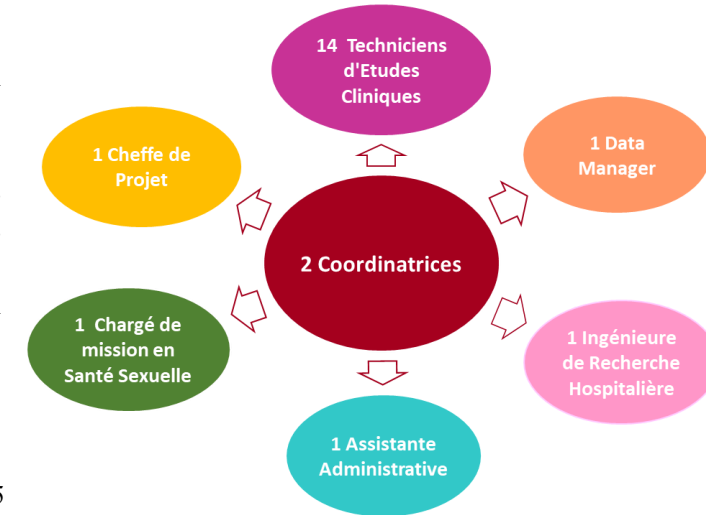 14 Techniciens
d'Etudes
Cliniques
1 Cheffe de
Projet
1 Data
Manager
2 Coordinatrices
1 Chargé de
mission en
Santé Sexuelle
1 Ingénieure
de Recherche
Hospitalière
1 Assistante
Administrative